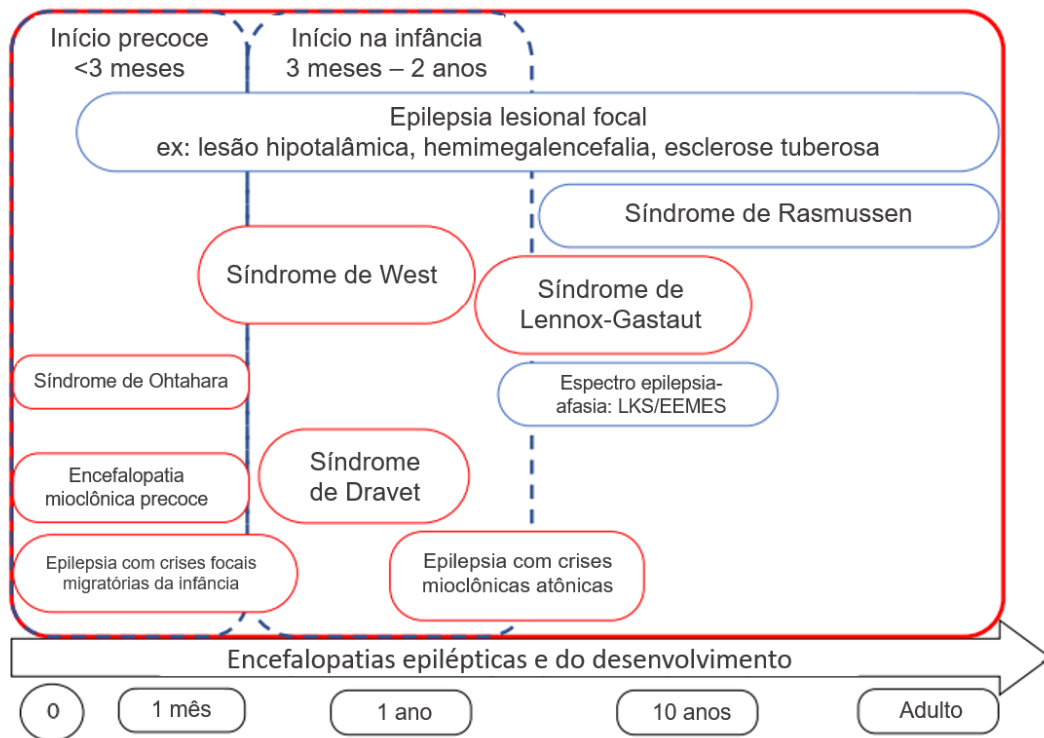 Início precoce
<3 meses
Início na infância
3 meses – 2 anos
Epilepsia lesional focal
ex: lesão hipotalâmica, hemimegalencefalia, esclerose tuberosa
Síndrome de Rasmussen
Síndrome de West
Síndrome de
Lennox-Gastaut
Síndrome de Ohtahara
Espectro epilepsia-
afasia: LKS/EEMES
Encefalopatia
mioclônica precoce
Síndrome
de Dravet
Epilepsia com crises focais
migratórias da infância
Epilepsia com crises
mioclônicas atônicas
Encefalopatias epilépticas e do desenvolvimento
0
1 mês
1 ano
10 anos
Adulto